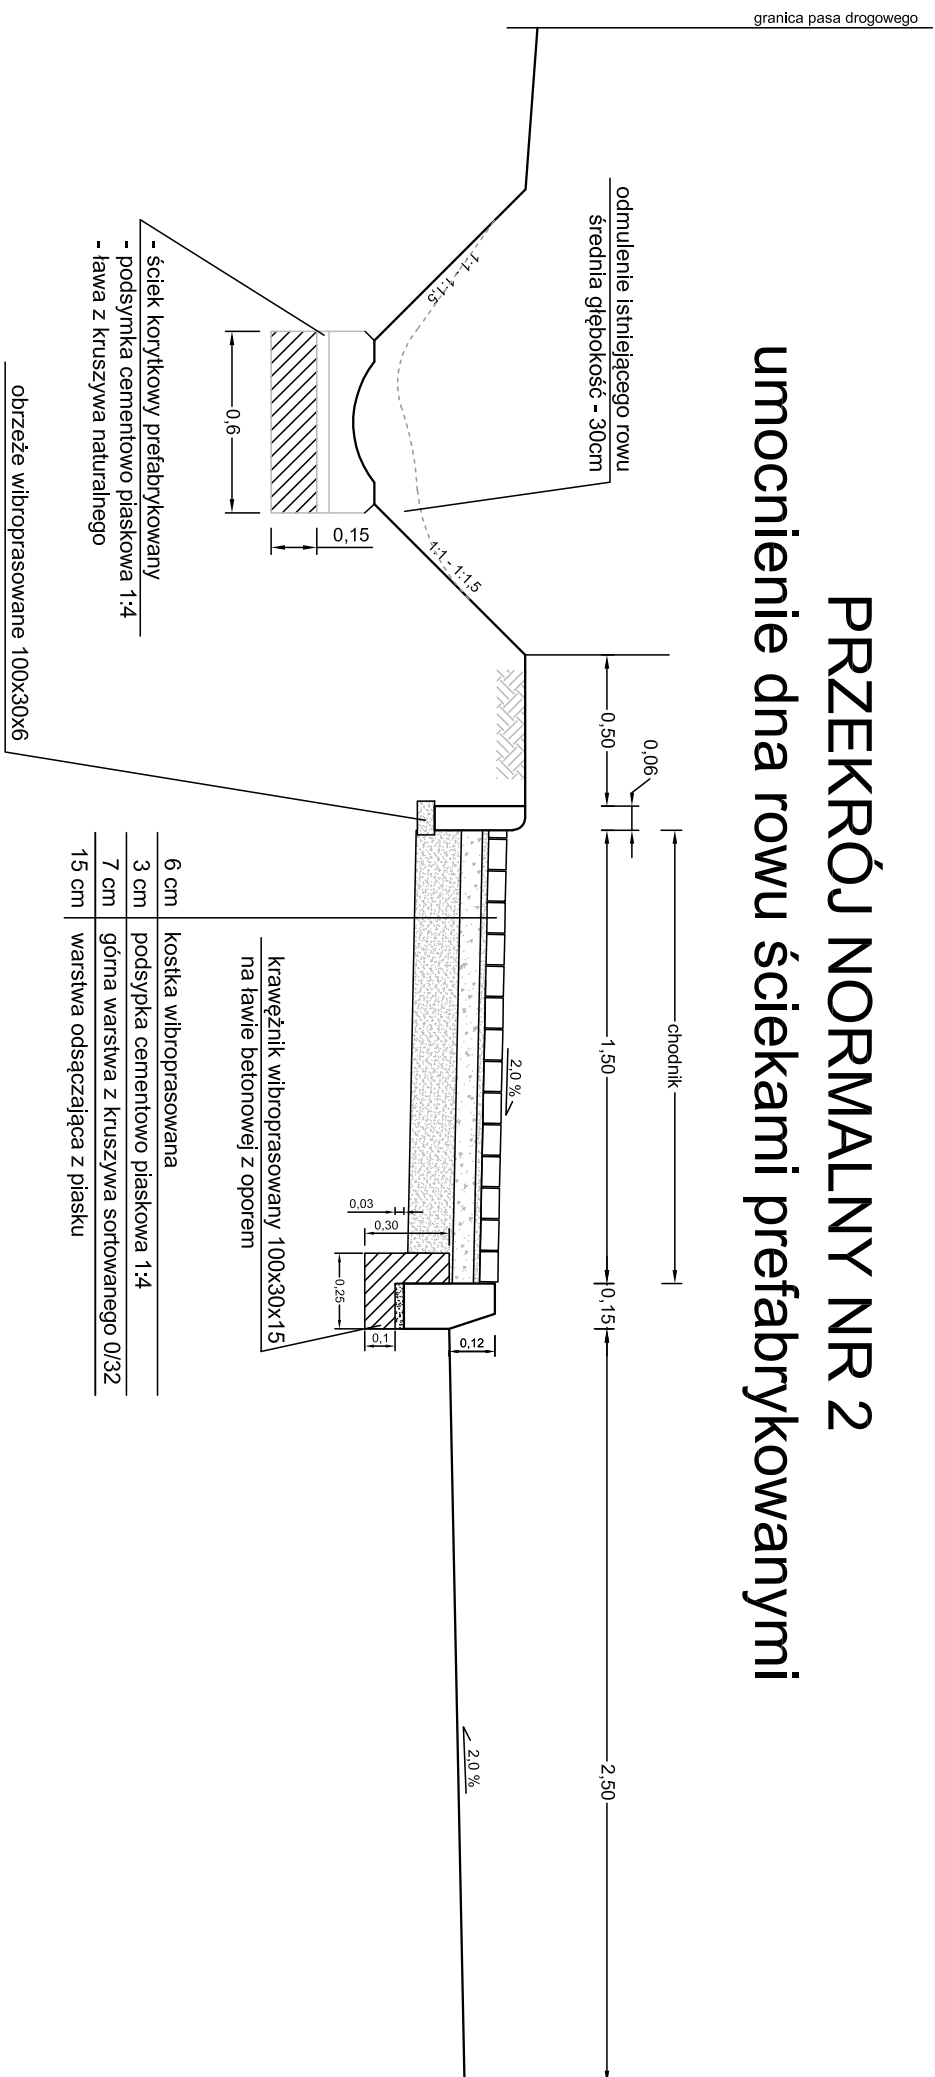 PRZEKRÓJ NORMALNY NR 2
umocnienie dna rowu ściekami prefabrykowanymi
granica pasa drogowego
odmulenie istniejącego rowu
średnia głębokość - 30cm
1:1 - 1:1,5
1:1 - 1:1,5
0,6
0,15
- ściek korytkowy prefabrykowany
- podsymka cementowo piaskowa 1:4
- ława z kruszywa naturalnego
obrzeże wibroprasowane 100x30x6
0,50
0,06
chodnik
1,50
0,15
2,50
2,0 %
2,0 %
0,03
0,30
0,25
0,1
0,12
krawężnik wibroprasowany 100x30x15
na ławie betonowej z oporem
6 cm kostka wibroprasowana
3 cm podsypka cementowo piaskowa 1:4
7 cm górna warstwa z kruszywa sortowanego 0/32
15 cm warstwa odsączająca z piasku